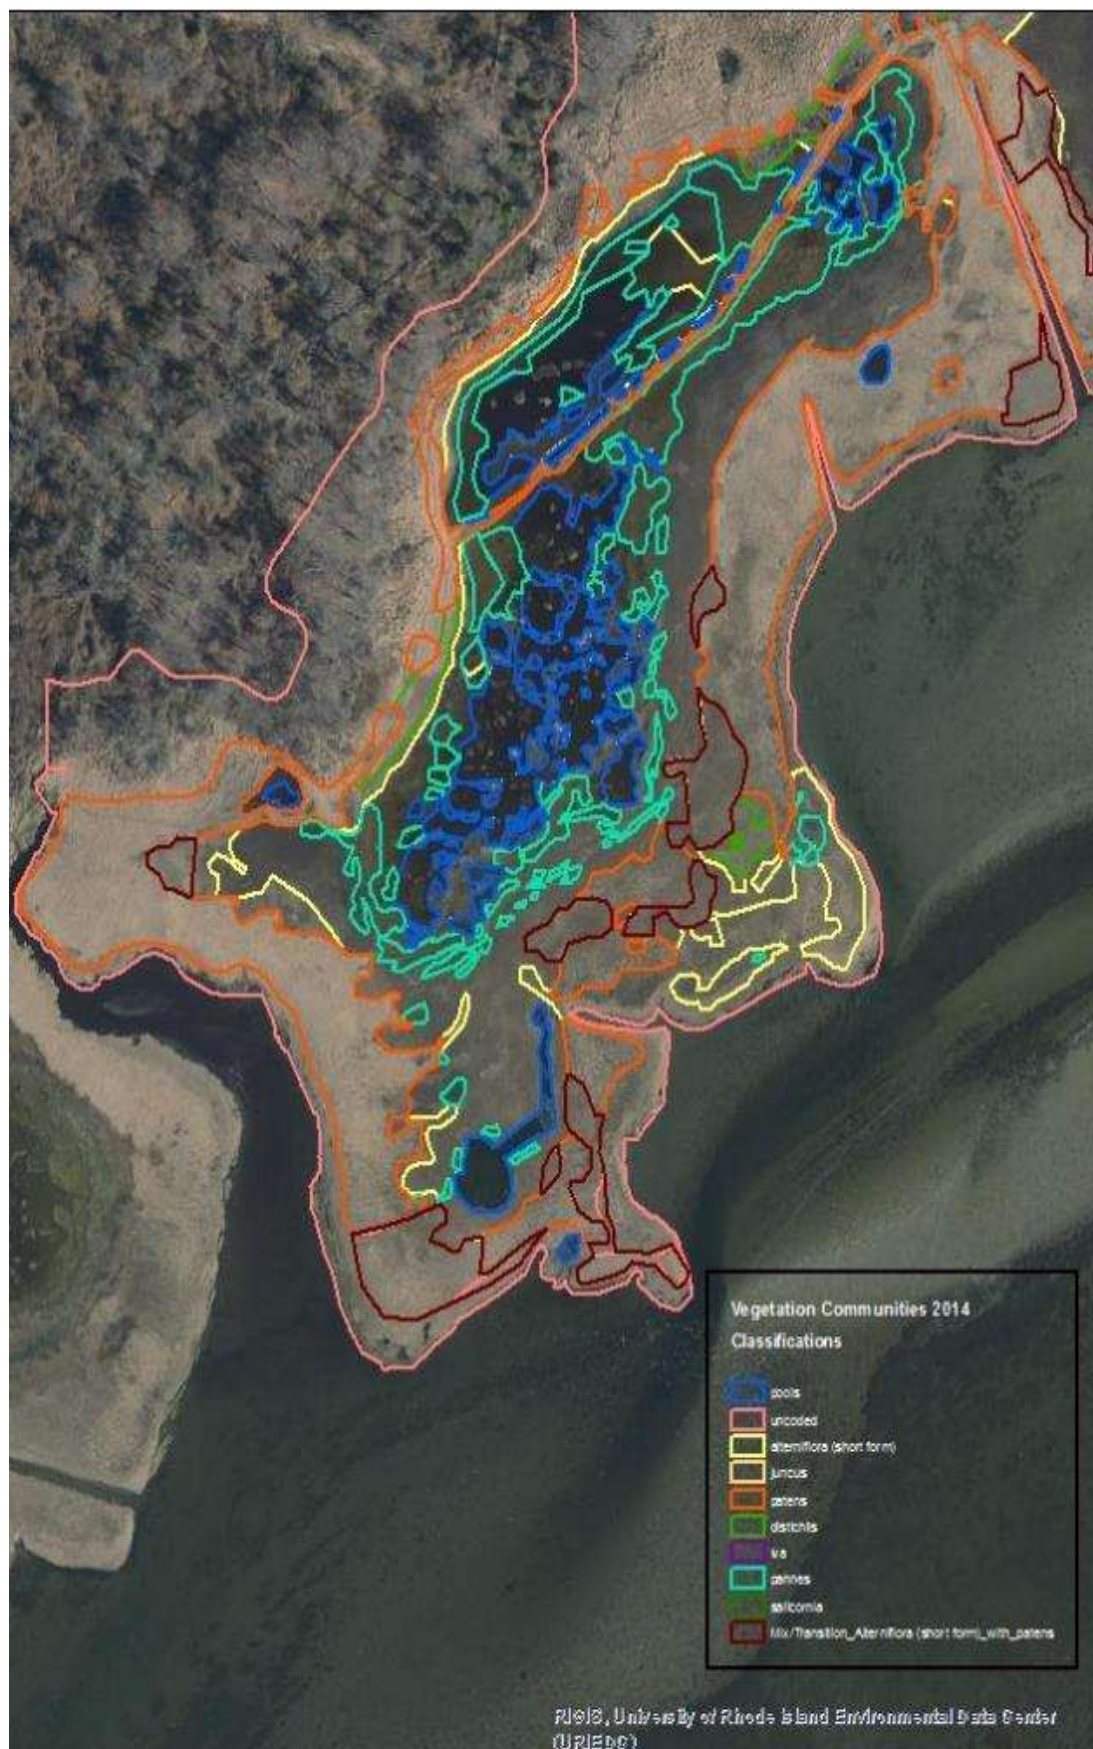 Vegetation Communities 2014
Classifications
pools
uncoded
alterniflora (short form)
juncus
patens
distichlis
iva
pannes
salicornia
Mix/Transition_Alterniflora (short form)_with_patens
RIGIS, University of Rhode Island Environmental Data Center
(URIEDC)